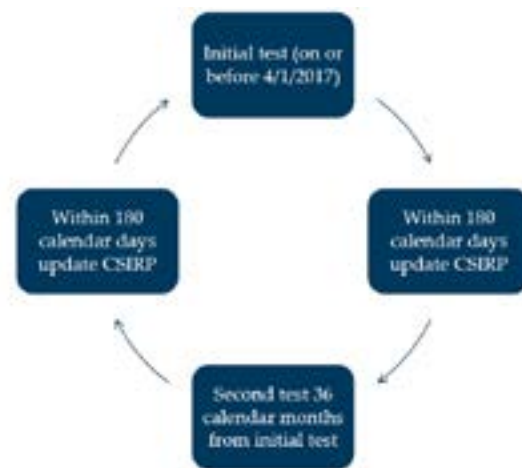 Initial test (on or
before 4/1/2017)
Within 180
calendar days
update CSIRP
Second test 36
calendar months
from initial test
Within 180
calendar days
update CSIRP